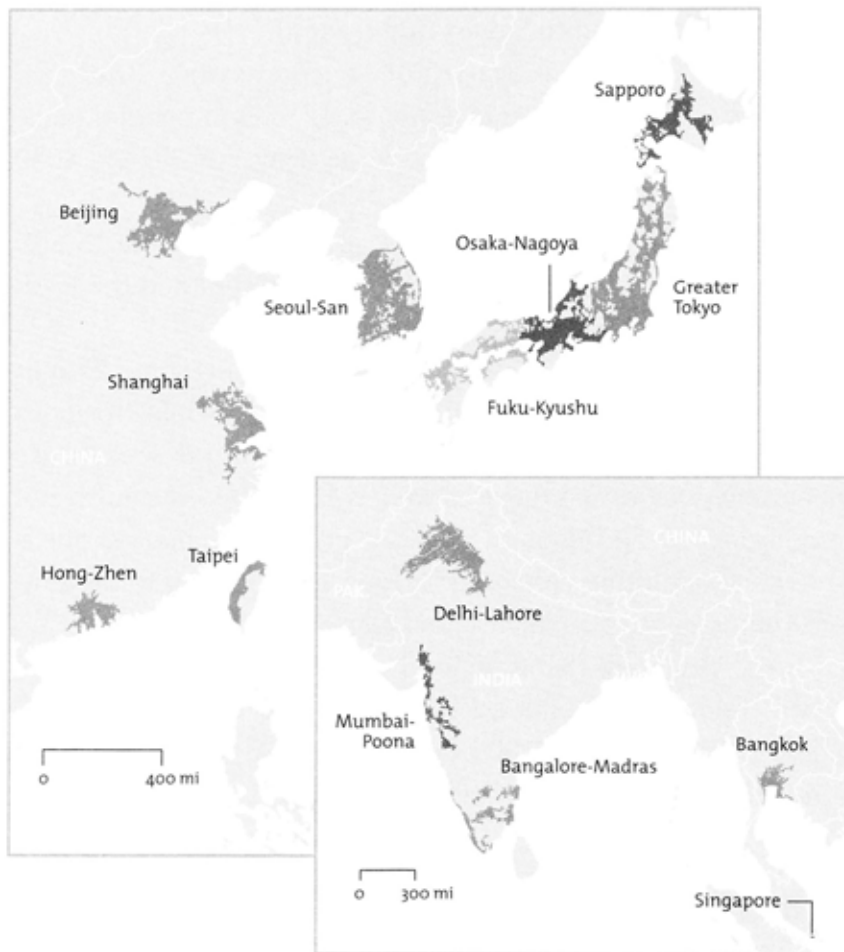 Sapporo
Beijing
Osaka-Nagoya
Seoul-San
Greater
Tokyo
Shanghai
Fuku-Kyushu
CHINA
Hong-Zhen
Taipei
0
400 mi
CHINA
PAK.
Delhi-Lahore
INDIA
Mumbai-
Poona
Bangkok
Bangalore-Madras
0
300 mi
Singapore